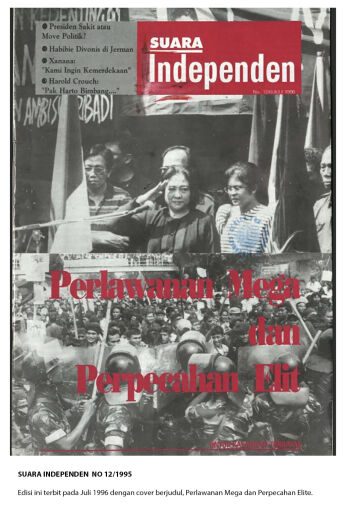 Presiden Sakit atau
Move Politik?
Habibie Divonis di Jerman
Xanana:
"Kami Ingin Kemerdekaan"
Harold Crouch:
"Pak Harto Bimbang...."
SUARA
Independen
Perlawanan Mega
dan
Perpecahan Elit
SUARA INDEPENDEN NO 12/1995
Edisi ini terbit pada Juli 1996 dengan cover berjudul, Perlawanan Mega dan Perpecahan Elite.